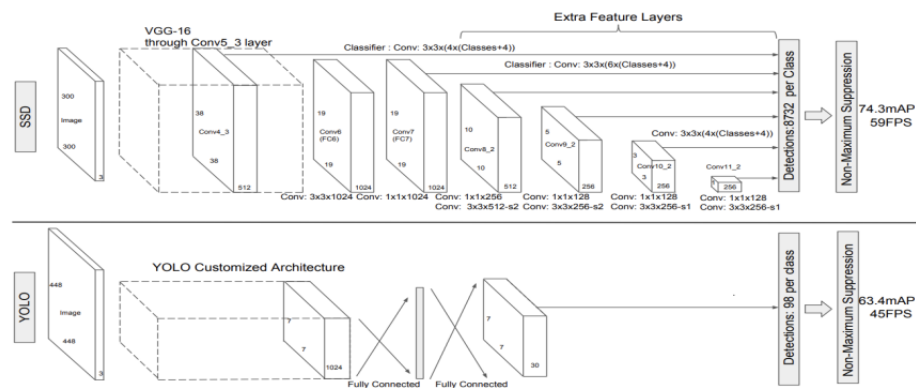 Extra Feature Layers
VGG-16
through Conv5_3 layer
Classifier : Conv: 3x3x(4x(Classes+4))
Classifier : Conv: 3x3x(6x(Classes+4))
Conv: 3x3x(4x(Classes+4))
SSD
300
Image
300
3
38
Conv4_3
38
512
19
Conv6
(FC6)
19
1024
19
Conv7
(FC7)
19
1024
10
Conv8_2
10
512
5
Conv9_2
5
256
3
Conv10_2
3
256
Conv11_2
256
Conv: 3x3x1024
Conv: 1x1x1024
Conv: 1x1x256
Conv: 3x3x512-s2
Conv: 1x1x128
Conv: 3x3x256-s2
Conv: 1x1x128
Conv: 3x3x256-s1
Conv: 1x1x128
Conv: 3x3x256-s1
Detections:8732 per Class
Non-Maximum Suppression
74.3mAP
59FPS
YOLO
448
Image
448
3
YOLO Customized Architecture
7
7
1024
Fully Connected
Fully Connected
7
7
30
Detections: 98 per class
Non-Maximum Suppression
63.4mAP
45FPS